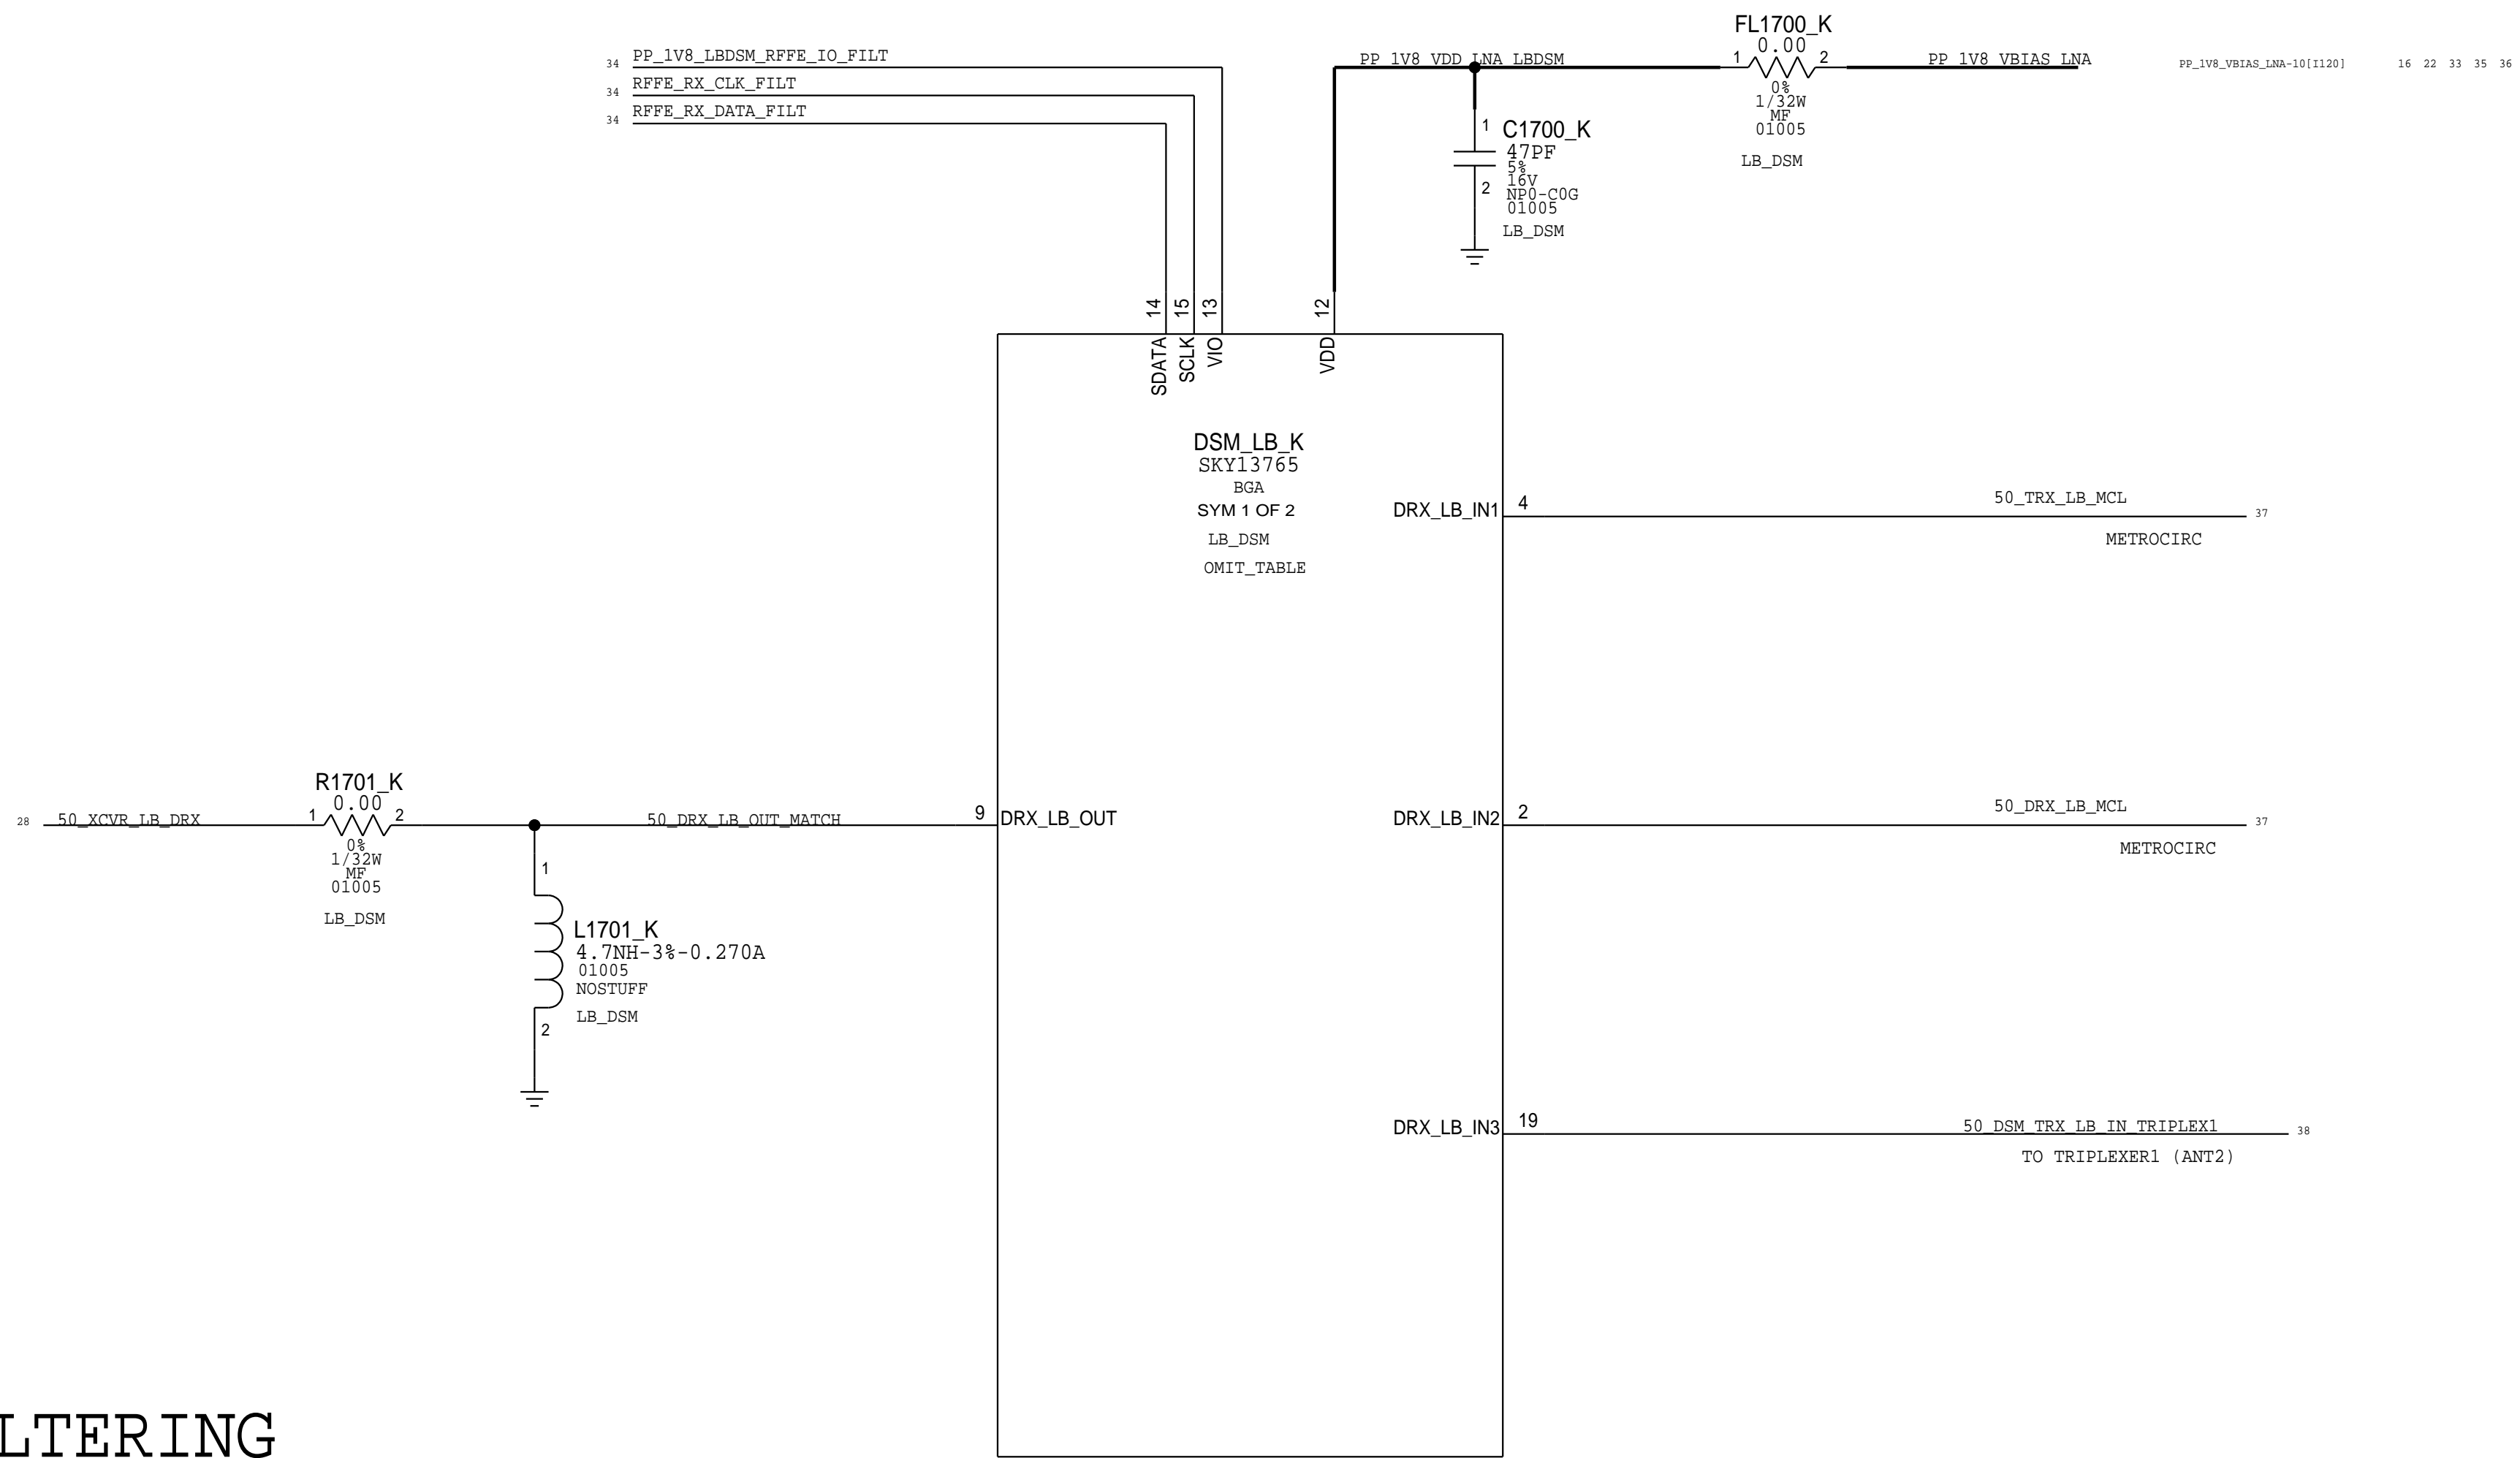 FL1700_K
0.00
1
2
PP_1V8_VDD_LNA_LBDSM
PP_1V8_VBIAS_LNA
PP_1V8_VBIAS_LNA-10[I120]
16 22 33 35 36
0%
1/32W
MF
01005
LB_DSM
34 PP_1V8_LBDSM_RFFE_IO_FILT
34 RFFE_RX_CLK_FILT
34 RFFE_RX_DATA_FILT
1
C1700_K
47PF
5%
16V
2
NP0-C0G
01005
LB_DSM
14
15
13
12
SDATA
SCLK
VIO
VDD
DSM_LB_K
SKY13765
BGA
SYM 1 OF 2
LB_DSM
OMIT_TABLE
DRX_LB_IN1
4
50_TRX_LB_MCL
37
METROCIRC
R1701_K
0.00
1
2
28
50_XCVR_LB_DRX
0%
1/32W
MF
01005
LB_DSM
50_DRX_LB_OUT_MATCH
9
DRX_LB_OUT
DRX_LB_IN2
2
50_DRX_LB_MCL
37
METROCIRC
1
L1701_K
4.7NH-3%-0.270A
01005
NOSTUFF
LB_DSM
2
DRX_LB_IN3
19
50_DSM_TRX_LB_IN_TRIPLEX1
38
TO TRIPLEXER1 (ANT2)
LTERING